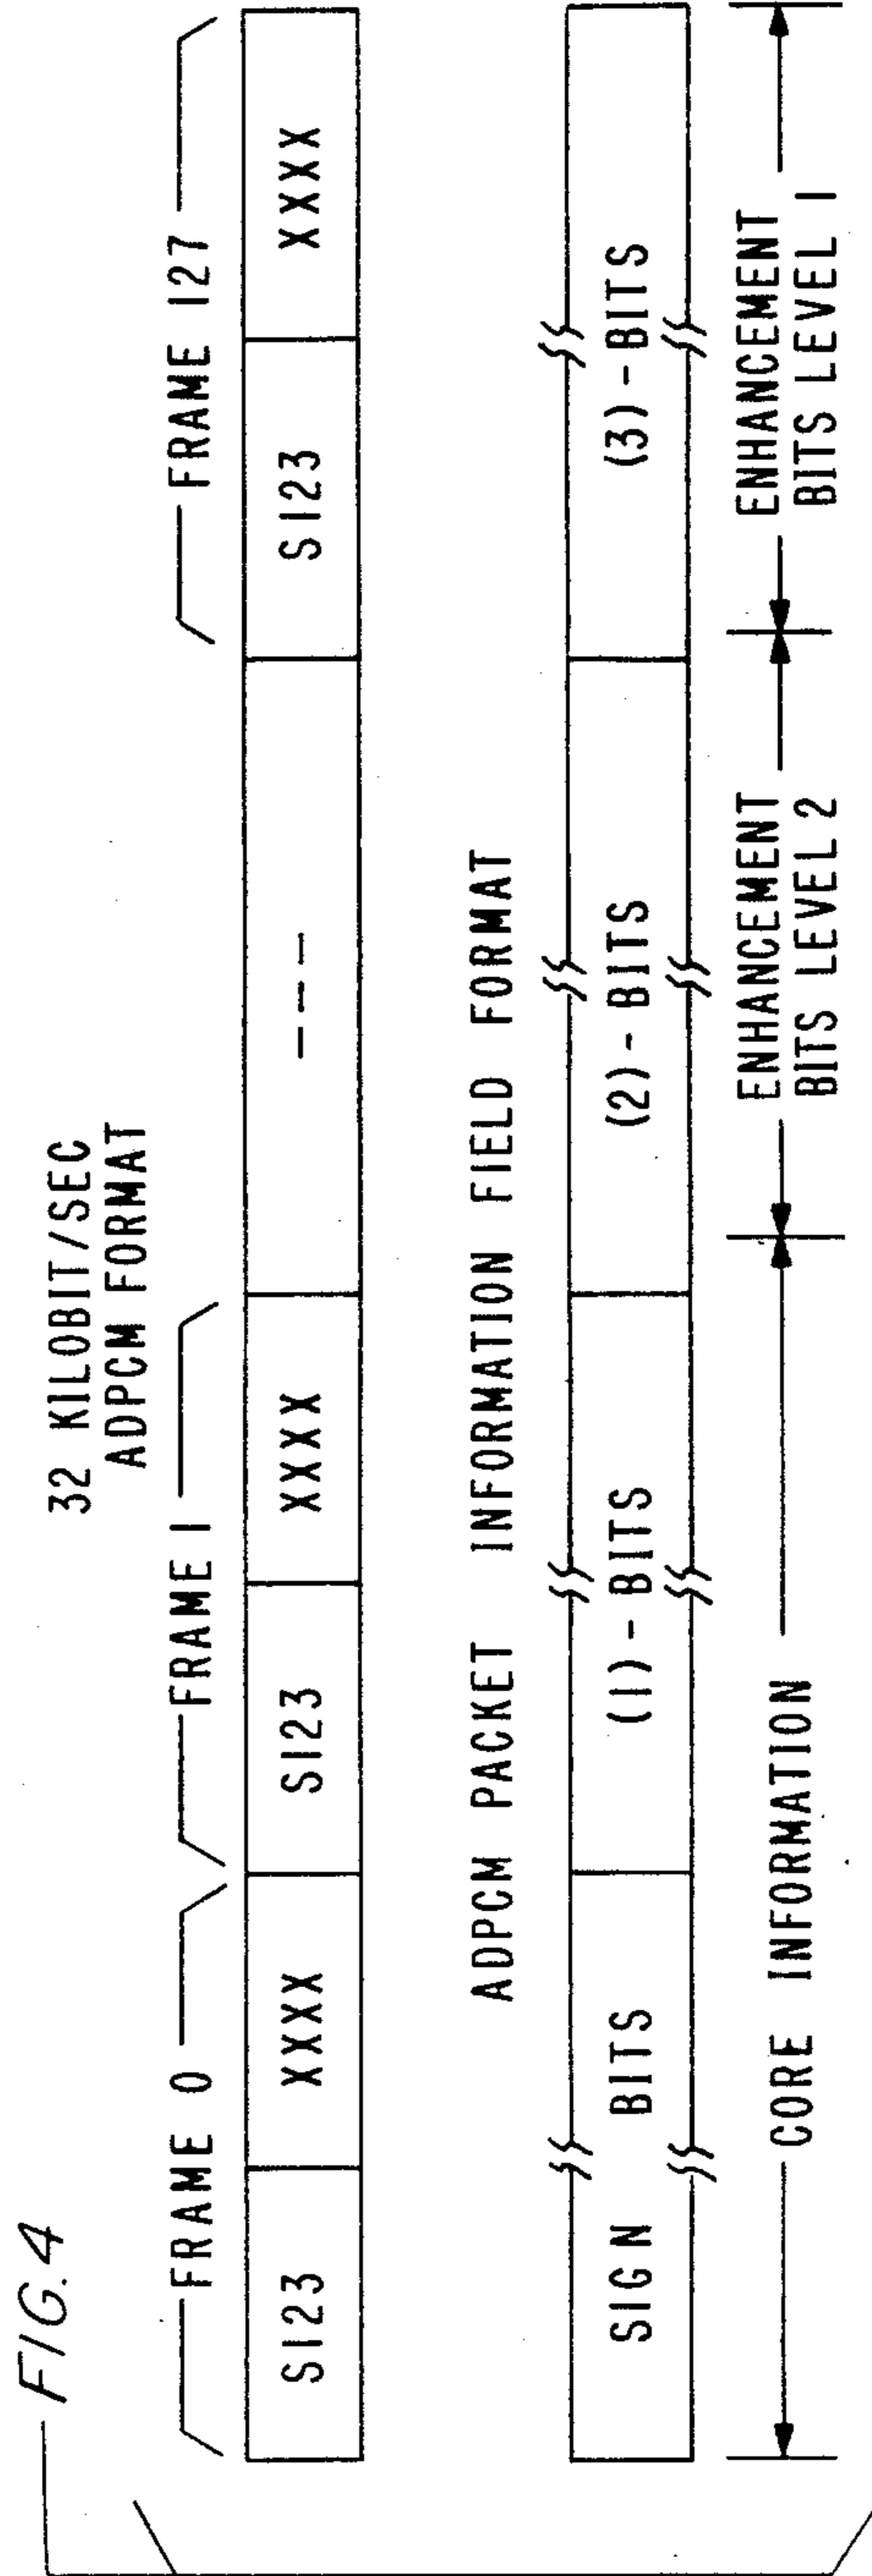 FIG.4
32 KILOBIT/SEC
ADPCM FORMAT
FRAME 0
FRAME 1
FRAME 127
S123
XXXX
S123
XXXX
---
S123
XXXX
ADPCM PACKET INFORMATION FIELD FORMAT
SIGN BITS
(1)-BITS
(2)-BITS
(3)-BITS
CORE INFORMATION
ENHANCEMENT
BITS LEVEL 2
ENHANCEMENT
BITS LEVEL 1